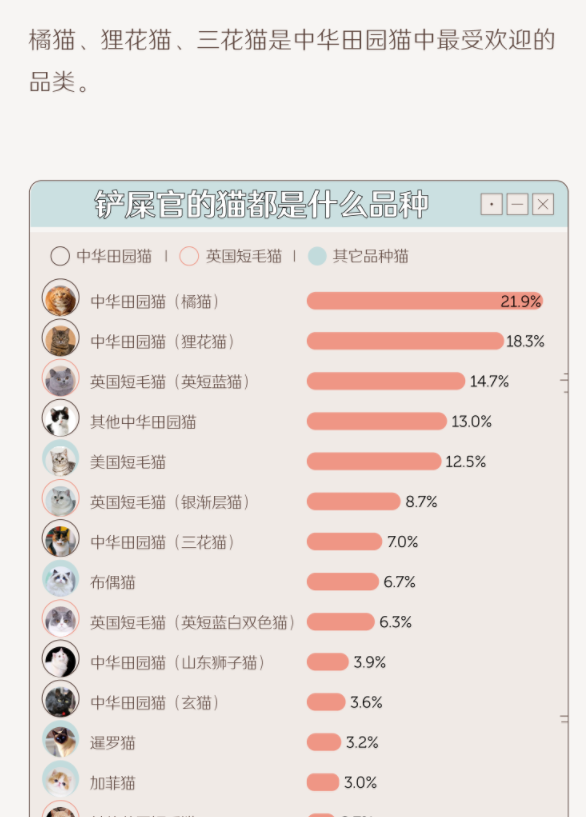 橘猫、狸花猫、三花猫是中华田园猫中最受欢迎的
品类。
铲屎官的猫都是什么品种
中华田园猫 | 英国短毛猫 | 其它品种猫
中华田园猫（橘猫） 21.9%
中华田园猫（狸花猫） 18.3%
英国短毛猫（英短蓝猫） 14.7%
其他中华田园猫 13.0%
美国短毛猫 12.5%
英国短毛猫（银渐层猫） 8.7%
中华田园猫（三花猫） 7.0%
布偶猫 6.7%
英国短毛猫（英短蓝白双色猫） 6.3%
中华田园猫（山东狮子猫） 3.9%
中华田园猫（玄猫） 3.6%
暹罗猫 3.2%
加菲猫 3.0%